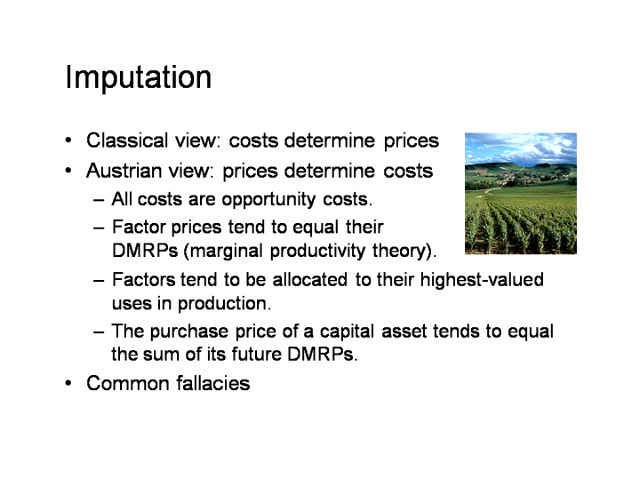 Imputation
• Classical view: costs determine prices
• Austrian view: prices determine costs
– All costs are opportunity costs.
– Factor prices tend to equal their
DMRPs (marginal productivity theory).
– Factors tend to be allocated to their highest-valued
uses in production.
– The purchase price of a capital asset tends to equal
the sum of its future DMRPs.
• Common fallacies